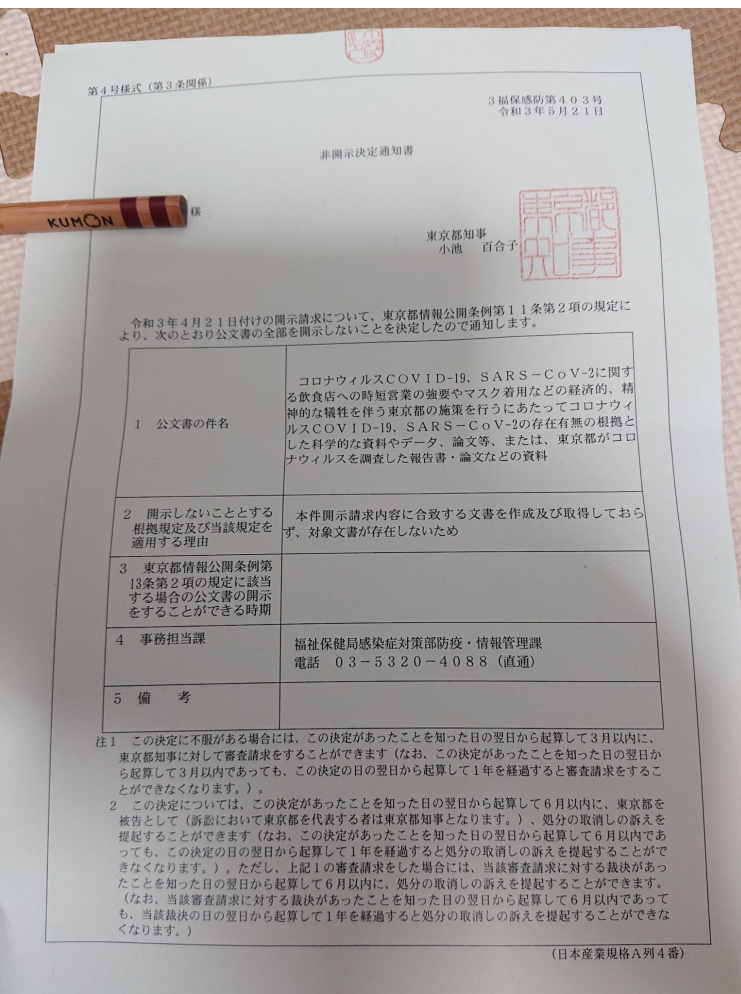 第4号様式（第3条関係）
3福保感防第403号
令和3年5月21日
非開示決定通知書
KUMON
様
東京都知事
小池　百合子
東京都知事
令和3年4月21日付けの開示請求について、東京都情報公開条例第11条第2項の規定に
より、次のとおり公文書の全部を開示しないことを決定したので通知します。
1　公文書の件名
コロナウィルスＣＯＶＩＤ-19、ＳＡＲＳ－ＣｏＶ-2に関す
る飲食店への時短営業の強要やマスク着用などの経済的、精
神的な犠牲を伴う東京都の施策を行うにあたってコロナウィ
ルスＣＯＶＩＤ-19、ＳＡＲＳ－ＣｏＶ-2の存在有無の根拠と
した科学的な資料やデータ、論文等、または、東京都がコロ
ナウィルスを調査した報告書・論文などの資料
2　開示しないこととする
根拠規定及び当該規定を
適用する理由
本件開示請求内容に合致する文書を作成及び取得しておら
ず、対象文書が存在しないため
3　東京都情報公開条例第
13条第2項の規定に該当
する場合の公文書の開示
をすることができる時期
4　事務担当課
福祉保健局感染症対策部防疫・情報管理課
電話　03－5320－4088（直通）
5　備　　考
注1　この決定に不服がある場合には、この決定があったことを知った日の翌日から起算して3月以内に、
東京都知事に対して審査請求をすることができます（なお、この決定があったことを知った日の翌日か
ら起算して3月以内であっても、この決定の日の翌日から起算して1年を経過すると審査請求をするこ
とができなくなります。）。
2　この決定については、この決定があったことを知った日の翌日から起算して6月以内に、東京都を
被告として（訴訟において東京都を代表する者は東京都知事となります。）、処分の取消しの訴えを
提起することができます（なお、この決定があったことを知った日の翌日から起算して6月以内であ
っても、この決定の日の翌日から起算して1年を経過すると処分の取消しの訴えを提起することがで
きなくなります。）。ただし、上記1の審査請求をした場合には、当該審査請求に対する裁決があっ
たことを知った日の翌日から起算して6月以内に、処分の取消しの訴えを提起することができます。
（なお、当該審査請求に対する裁決があったことを知った日の翌日から起算して6月以内であって
も、当該裁決の日の翌日から起算して1年を経過すると処分の取消しの訴えを提起することができな
くなります。）
（日本産業規格Ａ列4番）